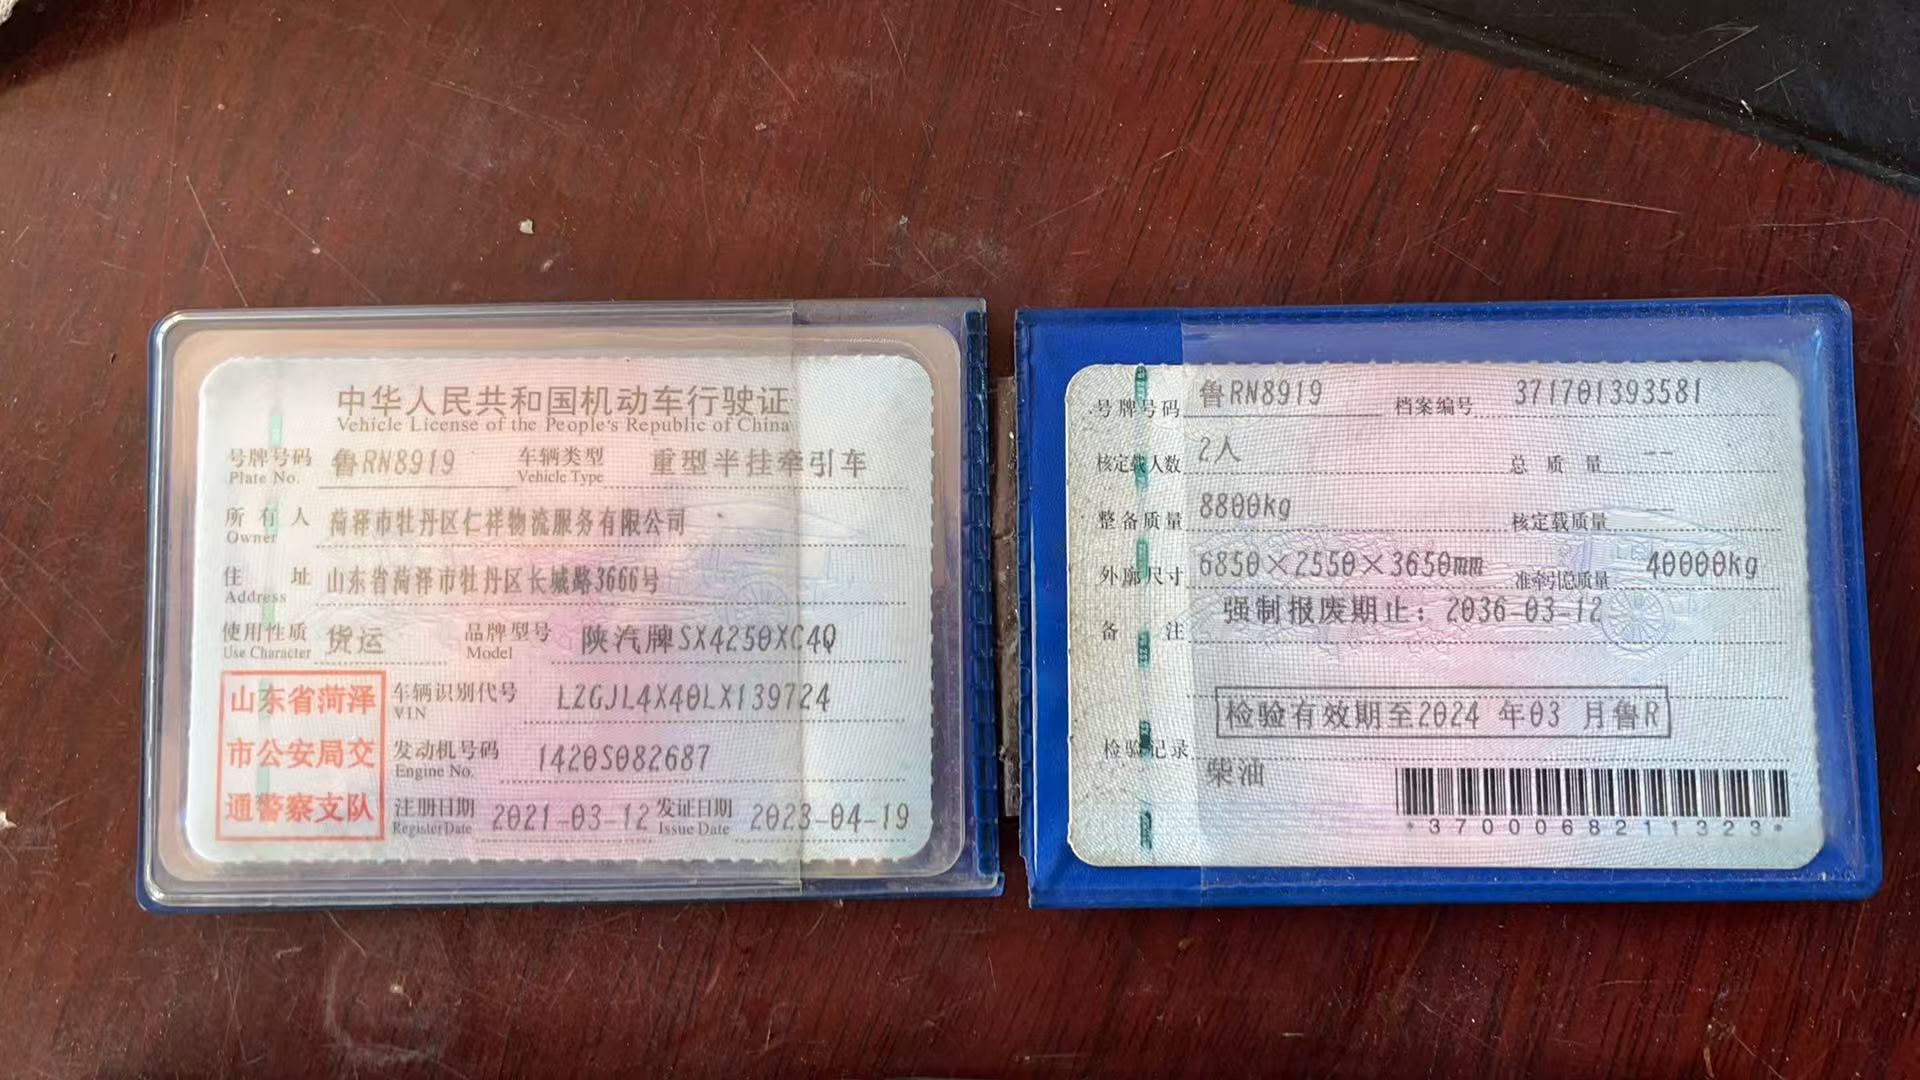 中华人民共和国机动车行驶证
Vehicle License of the People's Republic of China
号牌号码 鲁RN8919 车辆类型 重型半挂牵引车
Plate No. Vehicle Type
所有人 菏泽市牡丹区仁祥物流服务有限公司
Owner
住址 山东省菏泽市牡丹区长城路3666号
Address
使用性质 货运 品牌型号 陕汽牌SX4250XC4Q
Use Character Model
山东省菏泽
市公安局交
通警察支队
车辆识别代号 LZGJL4X40LX139724
VIN
发动机号码 1420S082687
Engine No.
注册日期 2021-03-12 发证日期 2023-04-19
Register Date Issue Date
号牌号码 鲁RN8919 档案编号 371701393581
核定载人数 2人 总质量 --
整备质量 8800kg 核定载质量 --
外廓尺寸 6850×2550×3650mm 准牵引总质量 40000kg
备注 强制报废期止：2036-03-12
检验有效期至2024 年03 月鲁R
检验记录
柴油
*3700068211323*